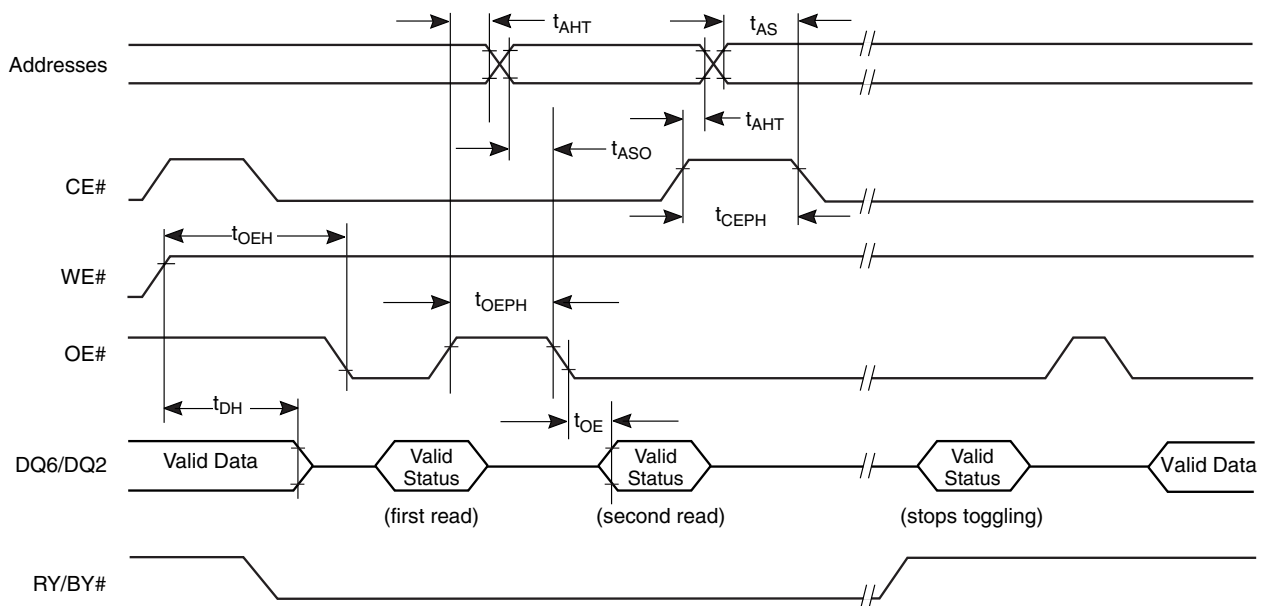 tAHT
tAS
Addresses
tAHT
tASO
CE#
tCEPH
tOEH
WE#
tOEPH
OE#
tDH
tOE
DQ6/DQ2
Valid Data
Valid
Status
Valid
Status
Valid
Status
Valid Data
(first read)
(second read)
(stops toggling)
RY/BY#